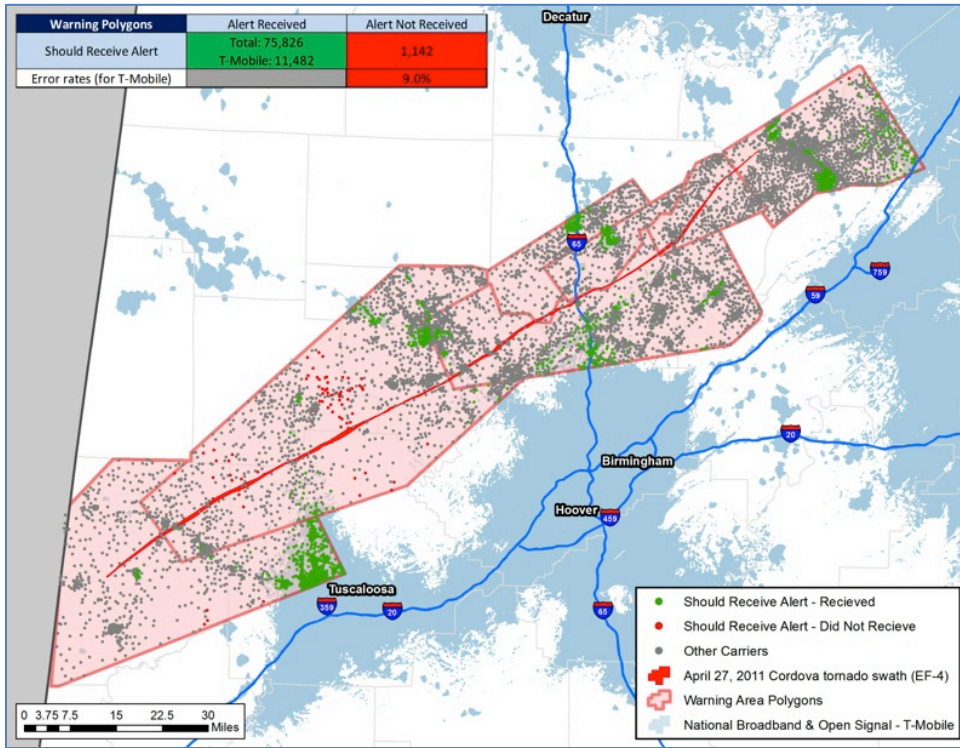 Warning Polygons Alert Received Alert Not Received
Should Receive Alert Total: 75,826 1,142
T-Mobile: 11,482
Error rates (for T-Mobile) 9.0%
Decatur
65
759
59
20
Birmingham
Hoover
459
Tuscaloosa
359
20
65
Should Receive Alert - Recieved
Should Receive Alert - Did Not Recieve
Other Carriers
April 27, 2011 Cordova tornado swath (EF-4)
Warning Area Polygons
National Broadband & Open Signal - T-Mobile
0 3.75 7.5 15 22.5 30
Miles